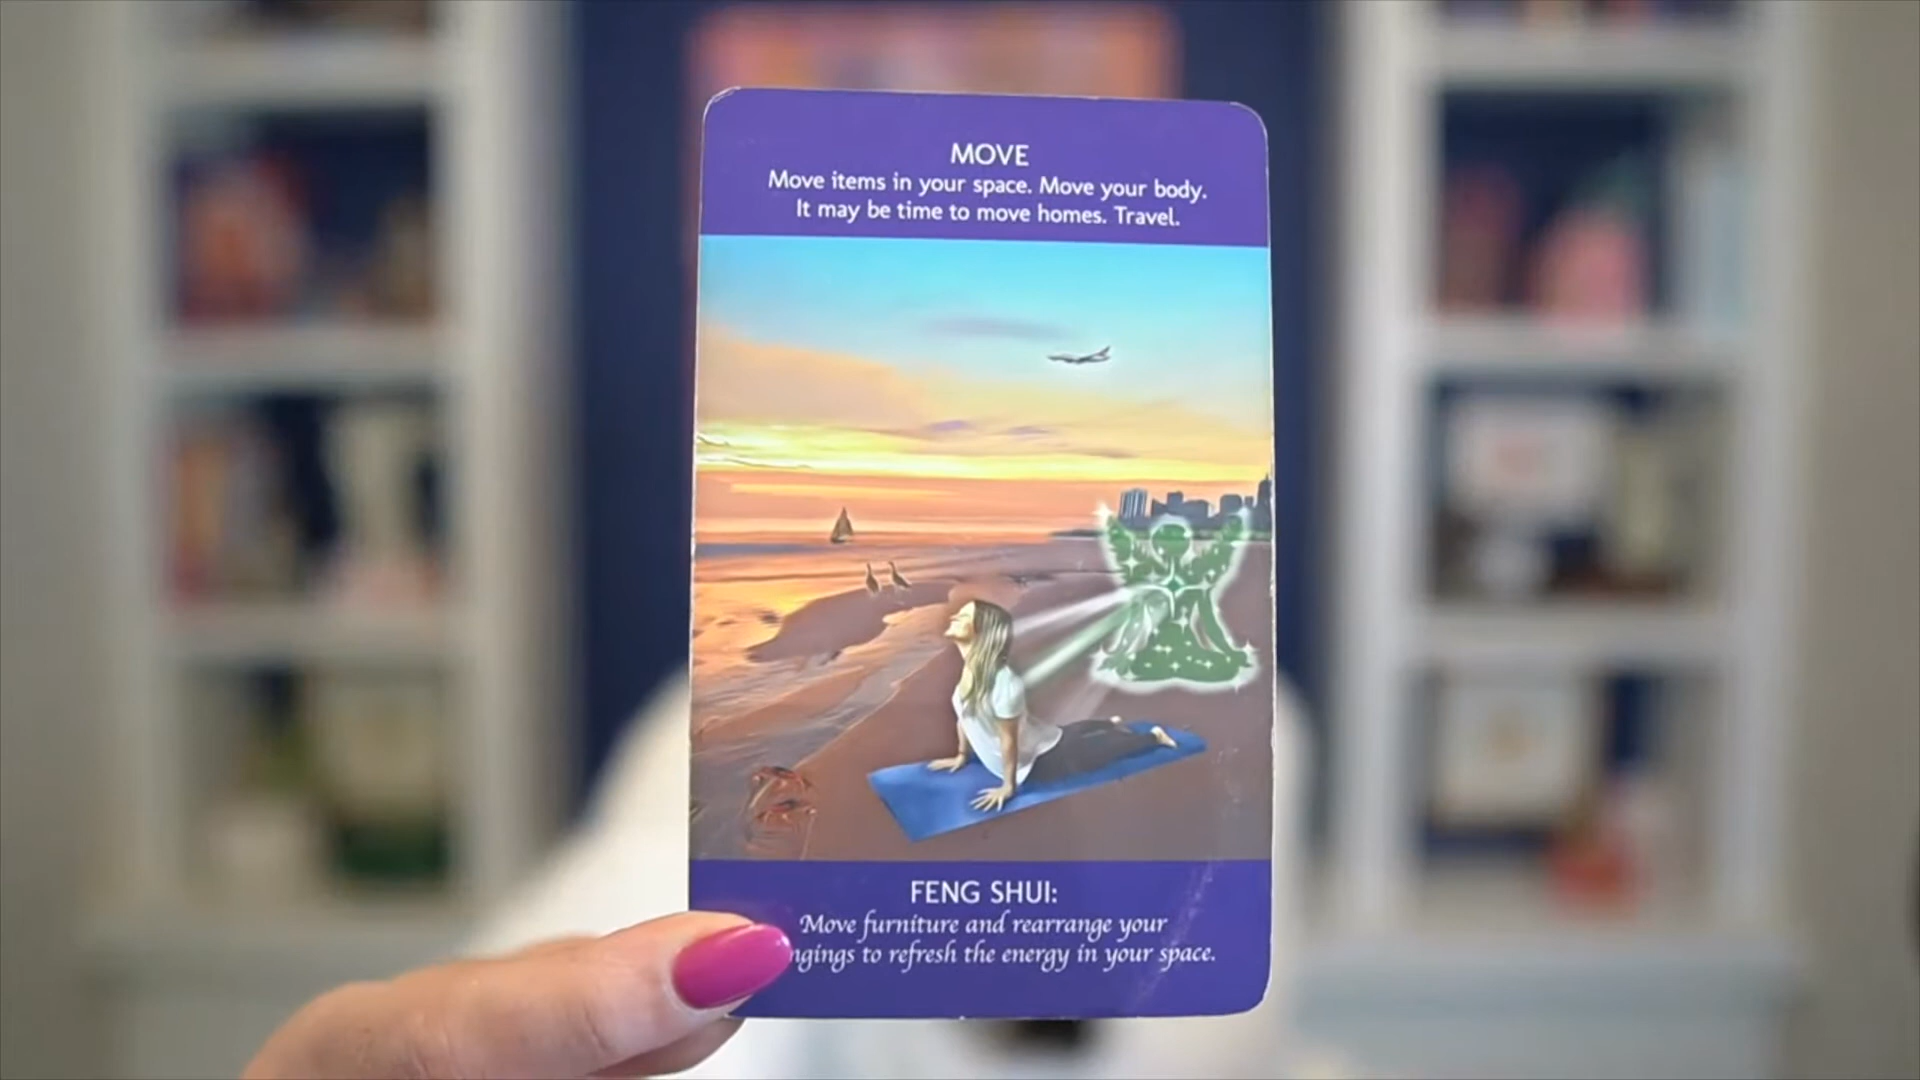 MOVE
Move items in your space. Move your body.
It may be time to move homes. Travel.
FENG SHUI:
Move furniture and rearrange your
ngings to refresh the energy in your space.